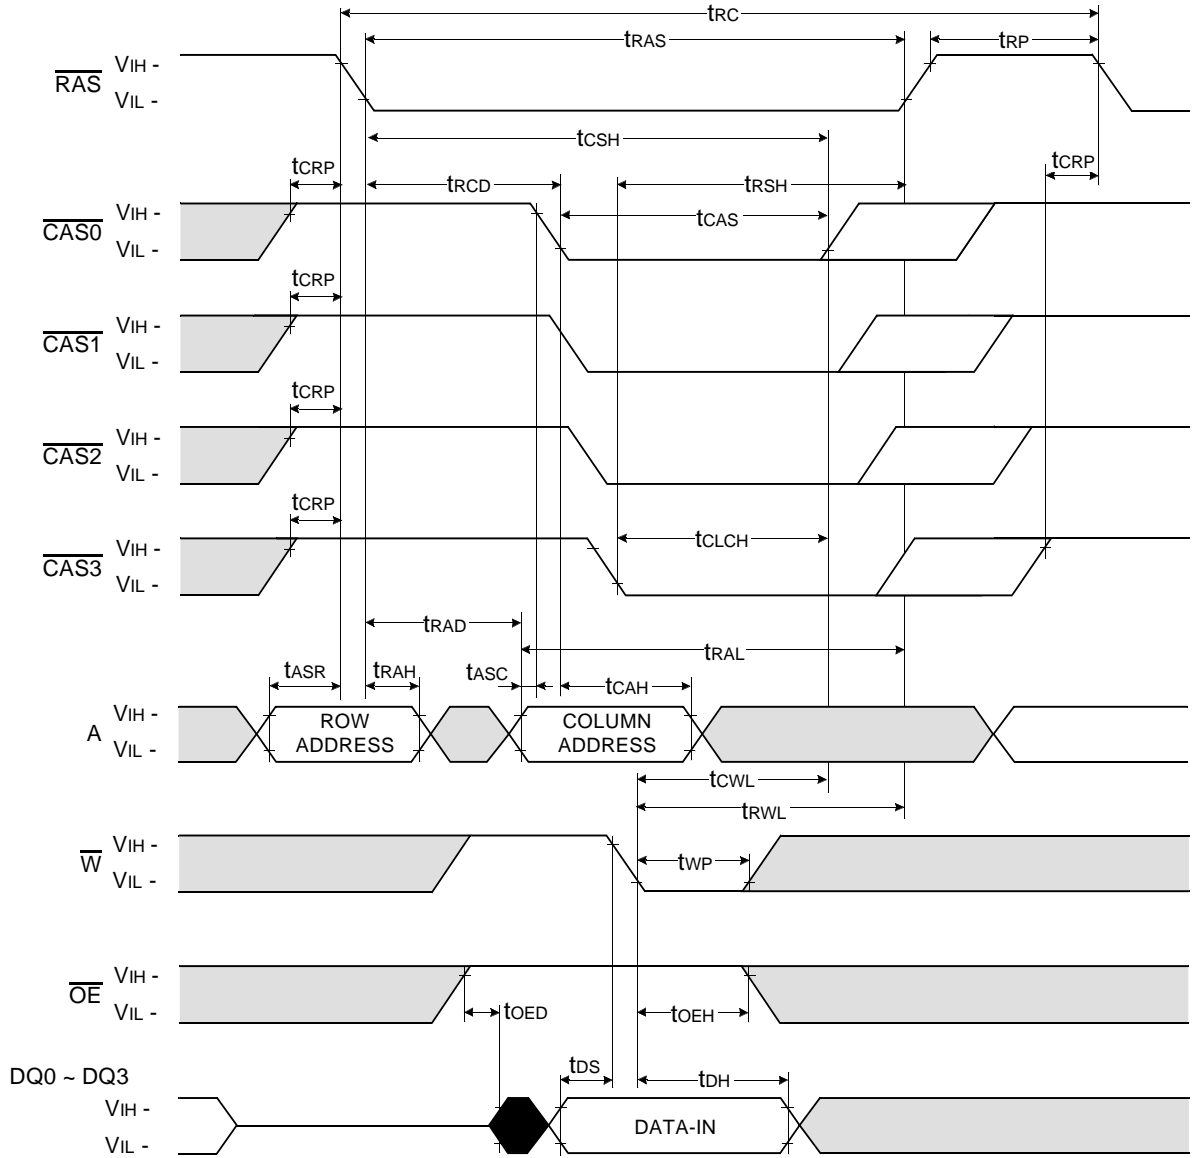 tRC
tRAS
tRP
RAS
VIH -
VIL -
tCSH
tCRP
tCRP
tRCD
tRSH
CAS0
VIH -
VIL -
tCAS
tCRP
CAS1
VIH -
VIL -
tCRP
CAS2
VIH -
VIL -
tCRP
CAS3
VIH -
VIL -
tCLCH
tRAD
tRAL
tASR
tRAH
tASC
tCAH
A
VIH -
VIL -
ROW
ADDRESS
COLUMN
ADDRESS
tCWL
tRWL
W
VIH -
VIL -
tWP
OE
VIH -
VIL -
tOED
tOEH
tDS
tDH
DQ0 ~ DQ3
VIH -
VIL -
DATA-IN